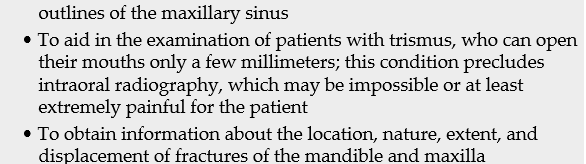 outlines of the maxillary sinus
• To aid in the examination of patients with trismus, who can open
their mouths only a few millimeters; this condition precludes
intraoral radiography, which may be impossible or at least
extremely painful for the patient
• To obtain information about the location, nature, extent, and
displacement of fractures of the mandible and maxilla